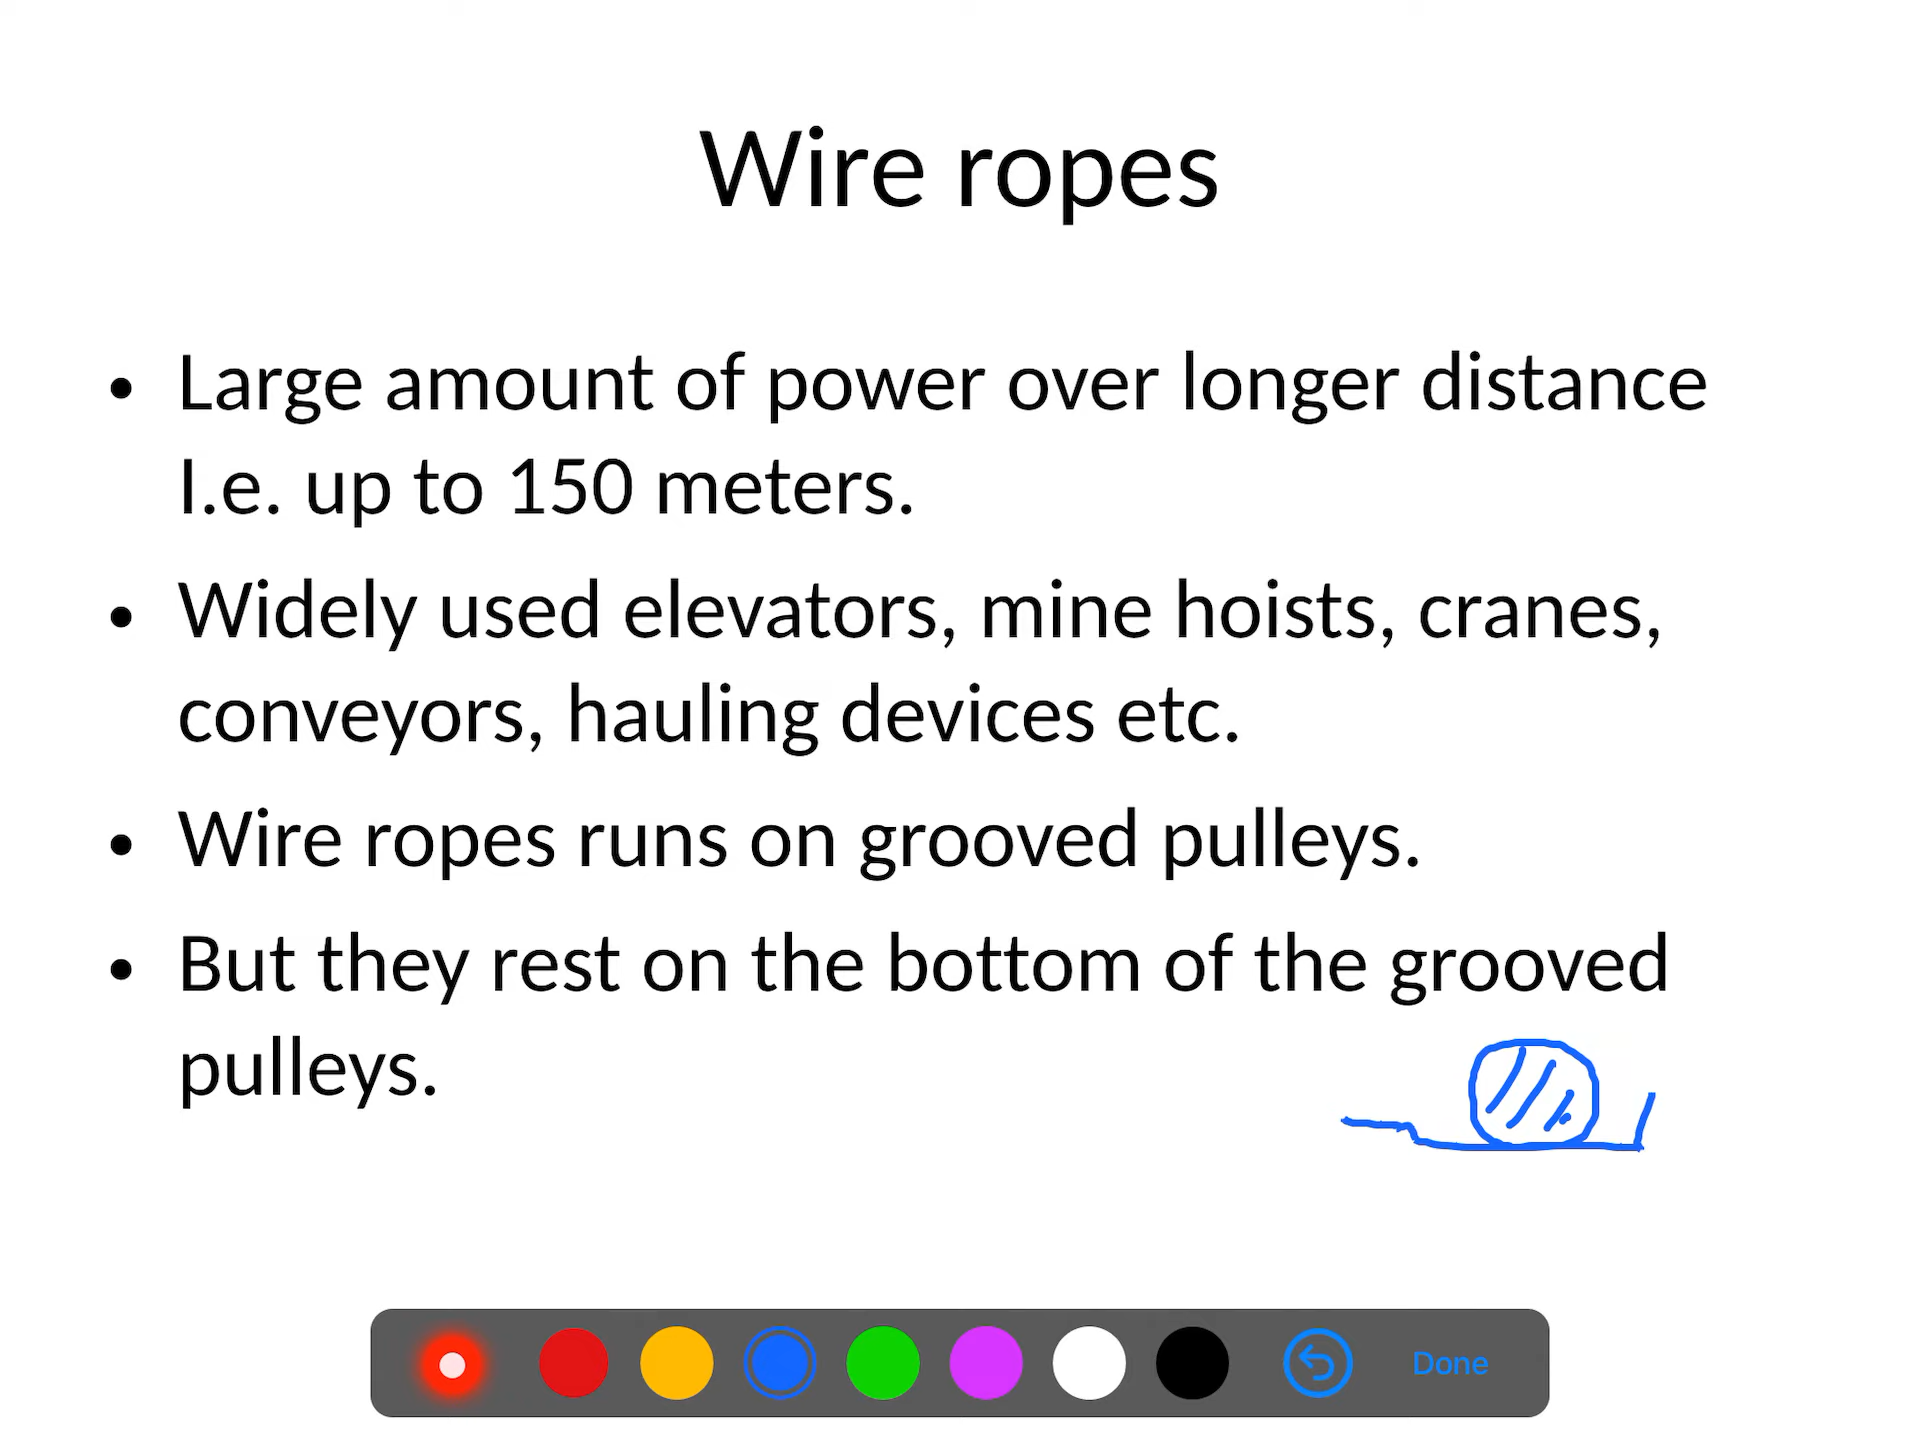 Wire ropes
• Large amount of power over longer distance
I.e. up to 150 meters.
• Widely used elevators, mine hoists, cranes,
conveyors, hauling devices etc.
• Wire ropes runs on grooved pulleys.
• But they rest on the bottom of the grooved
pulleys.
Done